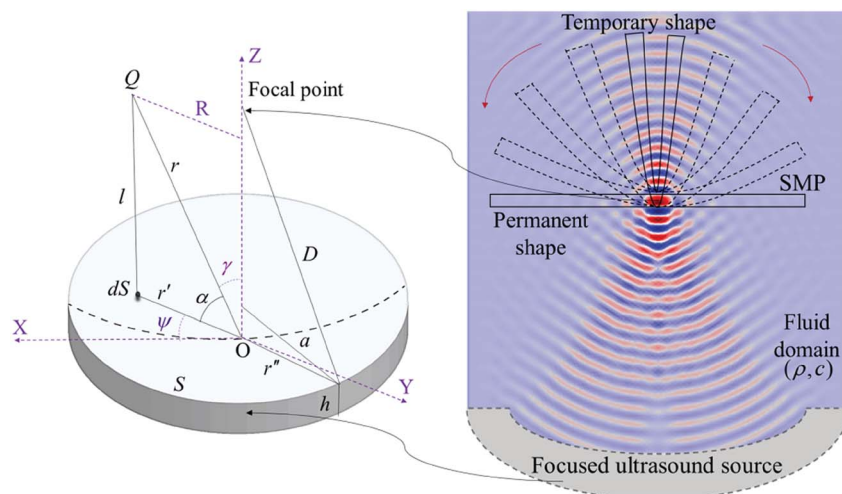 Q
Z
Focal point
R
r
l
γ
D
dS
r′
α
ψ
X
O
a
r″
S
Y
h
Temporary shape
SMP
Permanent
shape
Fluid
domain
(ρ,c)
Focused ultrasound source